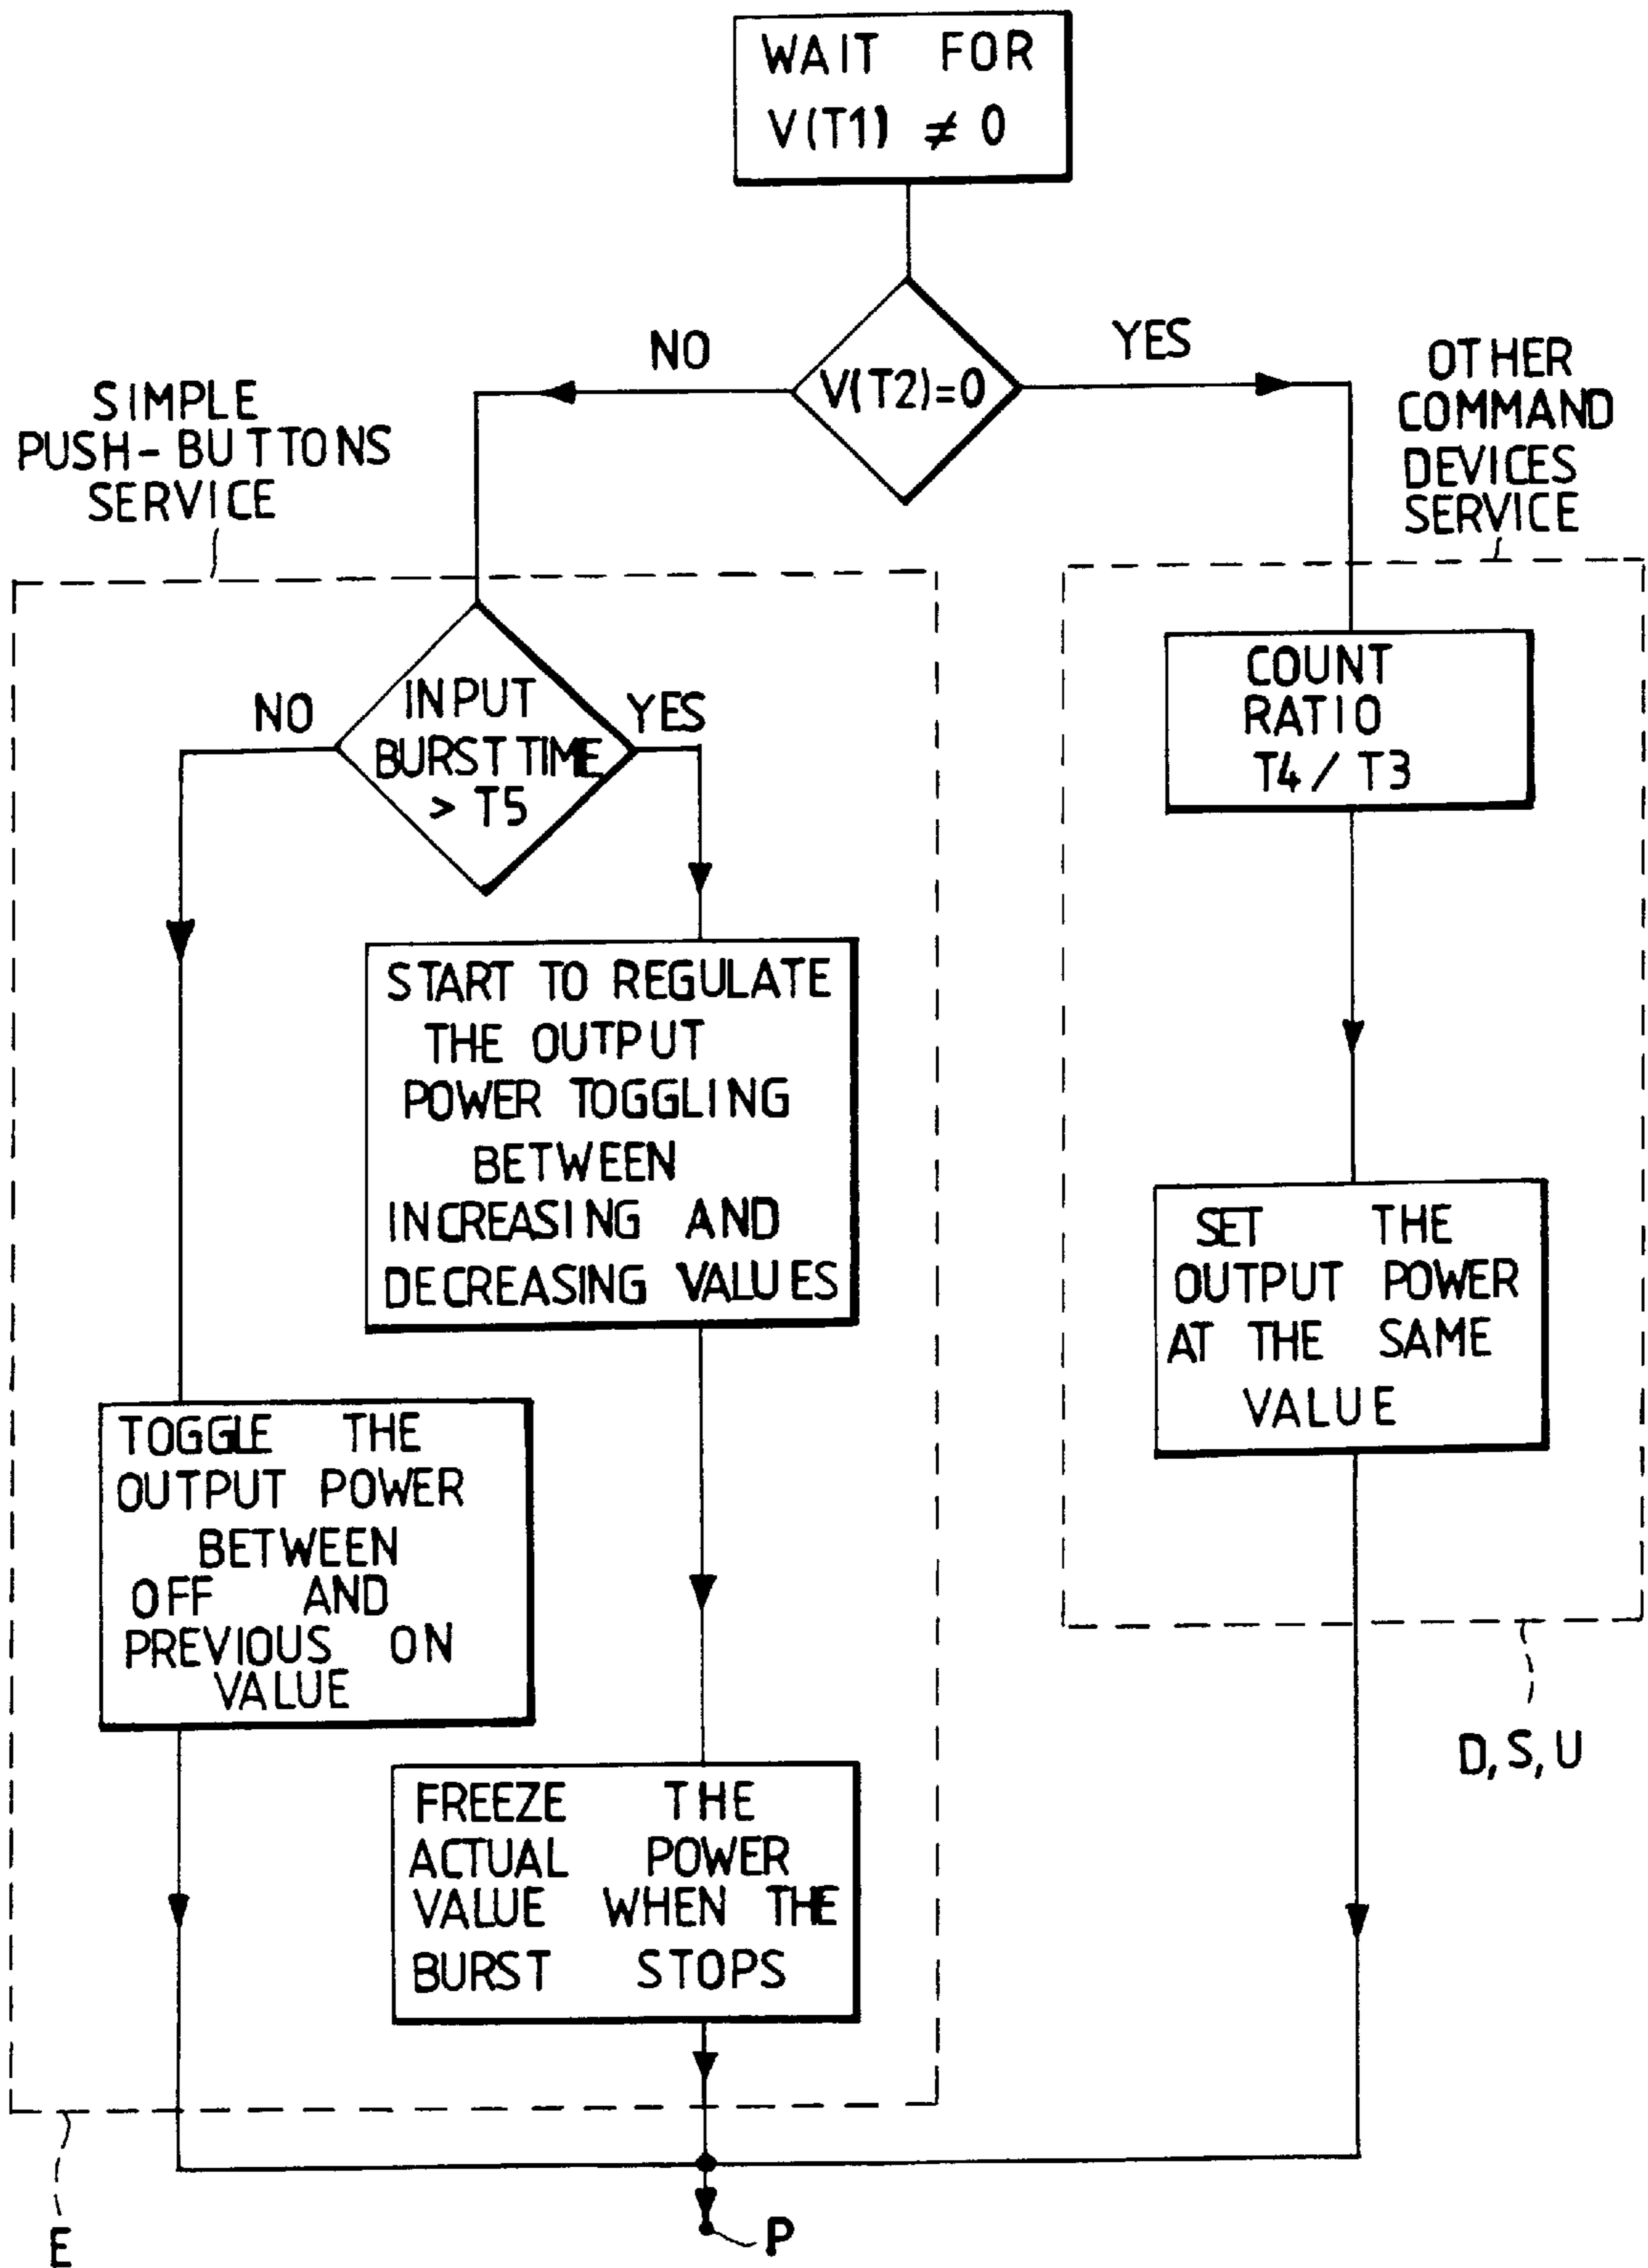 WAIT FOR
V(T1) ≠ 0
V(T2)=0
NO
YES
SIMPLE
PUSH-BUTTONS
SERVICE
OTHER
COMMAND
DEVICES
SERVICE
INPUT
BURST TIME
> T5
NO
YES
COUNT
RATIO
T4 / T3
START TO REGULATE
THE OUTPUT
POWER TOGGLING
BETWEEN
INCREASING AND
DECREASING VALUES
SET THE
OUTPUT POWER
AT THE SAME
VALUE
TOGGLE THE
OUTPUT POWER
BETWEEN
OFF AND
PREVIOUS ON
VALUE
D, S, U
FREEZE THE
ACTUAL POWER
VALUE WHEN THE
BURST STOPS
E
P